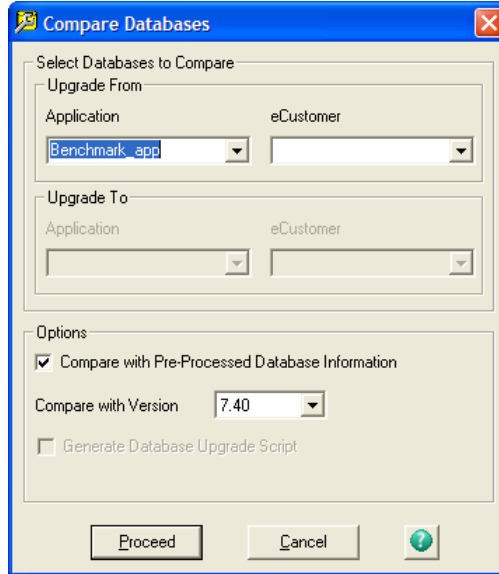 Compare Databases
Select Databases to Compare
Upgrade From
Application eCustomer
Benchmark_app
Upgrade To
Application eCustomer
Options
Compare with Pre-Processed Database Information
Compare with Version 7.40
Generate Database Upgrade Script
Proceed Cancel ?